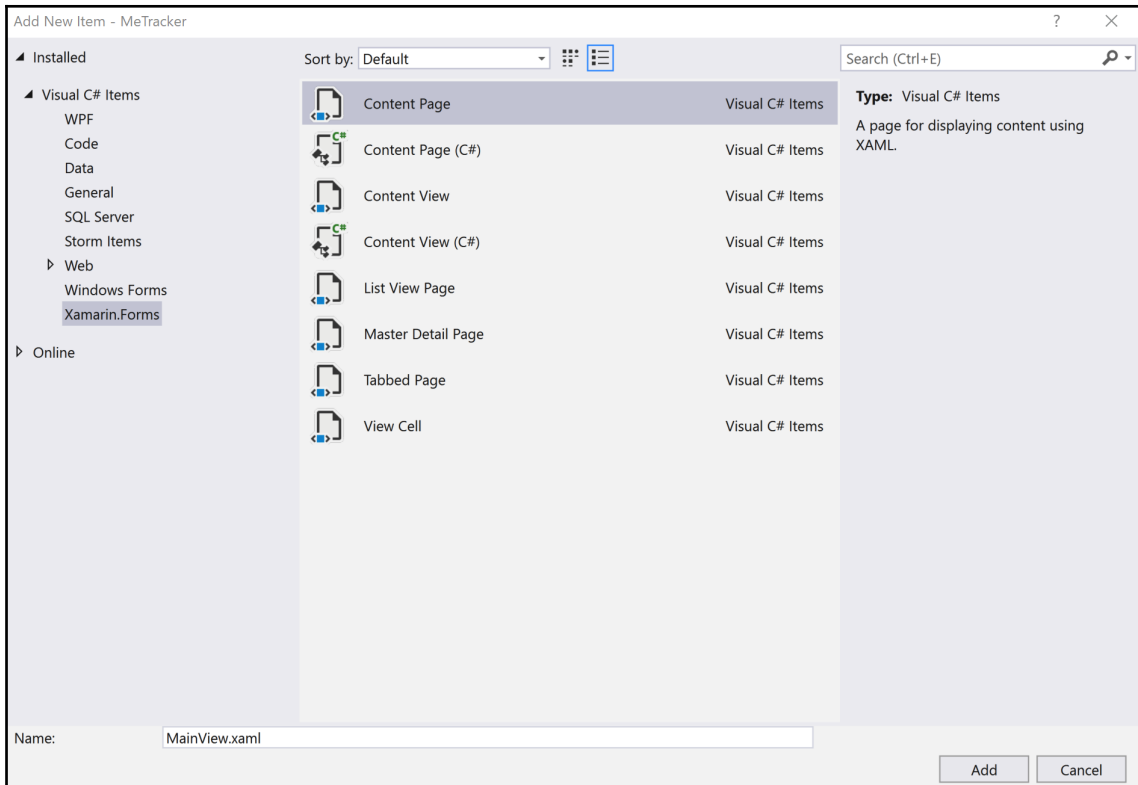 Add New Item - MeTracker
?
Installed
Visual C# Items
WPF
Code
Data
General
SQL Server
Storm Items
Web
Windows Forms
Xamarin.Forms
Online
Sort by: Default
Content Page Visual C# Items
C#
Content Page (C#) Visual C# Items
Content View Visual C# Items
C#
Content View (C#) Visual C# Items
List View Page Visual C# Items
Master Detail Page Visual C# Items
Tabbed Page Visual C# Items
View Cell Visual C# Items
Search (Ctrl+E)
Type: Visual C# Items
A page for displaying content using
XAML.
Name: MainView.xaml
Add Cancel